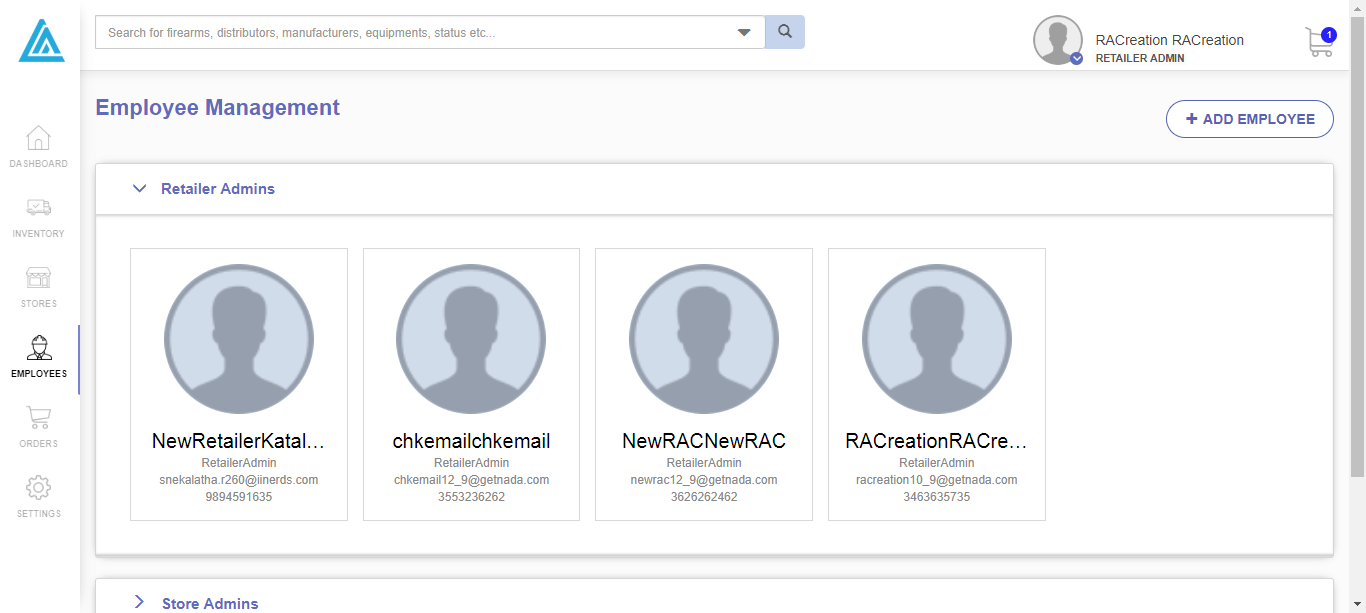 Search for firearms, distributors, manufacturers, equipments, status etc...
RACreation RACreation
RETAILER ADMIN
1
DASHBOARD
INVENTORY
STORES
EMPLOYEES
ORDERS
SETTINGS
Employee Management
+ ADD EMPLOYEE
Retailer Admins
NewRetailerKatal...
RetailerAdmin
snekalatha.r260@iinerds.com
9894591635
chkemailchkemail
RetailerAdmin
chkemail12_9@getnada.com
3553236262
NewRACNewRAC
RetailerAdmin
newrac12_9@getnada.com
3626262462
RACreationRACre...
RetailerAdmin
racreation10_9@getnada.com
3463635735
Store Admins